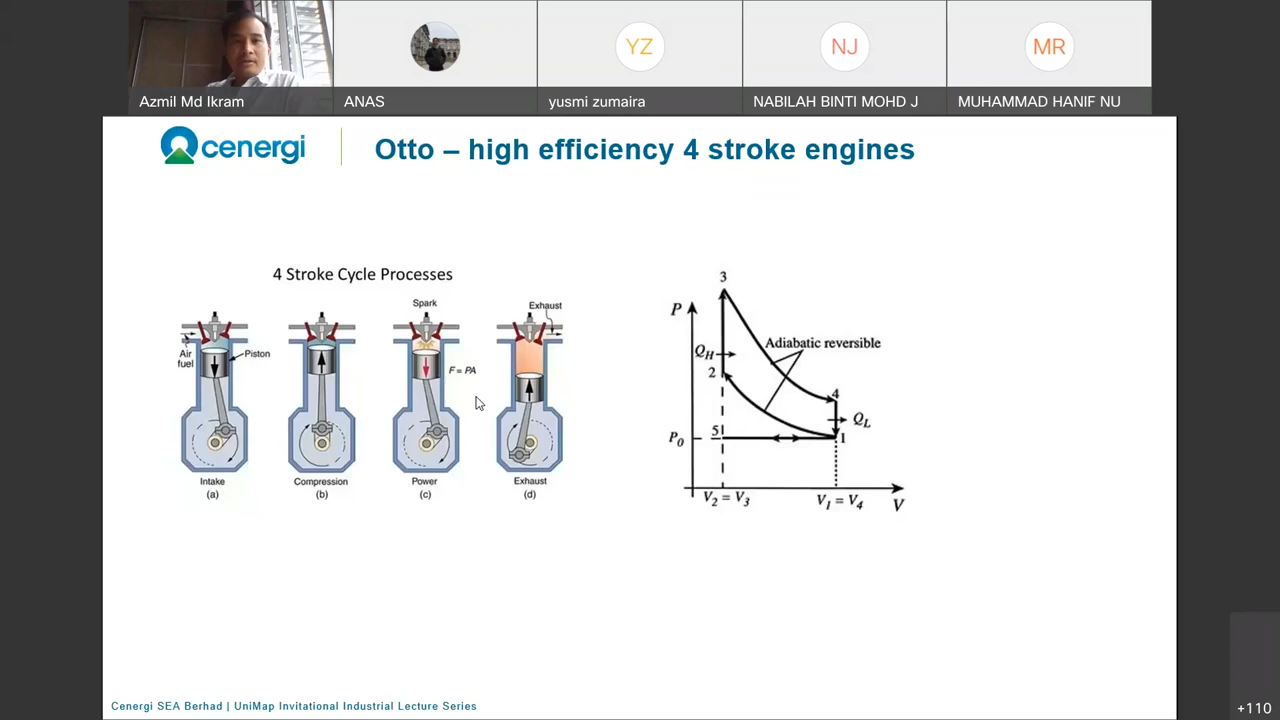 YZ
NJ
MR
Azmil Md Ikram
ANAS
yusmi zumaira
NABILAH BINTI MOHD J
MUHAMMAD HANIF NU
cenergi
Otto – high efficiency 4 stroke engines
4 Stroke Cycle Processes
Spark
Exhaust
Air
fuel
Piston
F = PA
Intake
(a)
Compression
(b)
Power
(c)
Exhaust
(d)
3
P
Adiabatic reversible
Q_H
2
4
Q_L
P_0
5
1
V_2 = V_3
V_1 = V_4
V
Cenergi SEA Berhad | UniMap Invitational Industrial Lecture Series
+110